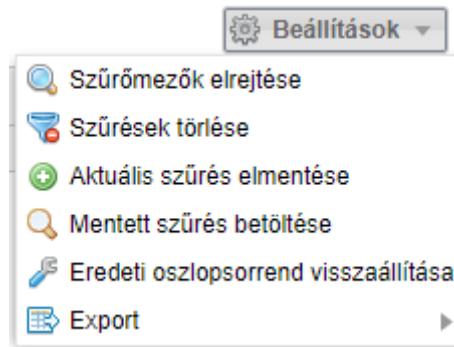 Beállítások
Szűrőmezők elrejtése
Szűrések törlése
Aktuális szűrés elmentése
Mentett szűrés betöltése
Eredeti oszlopsorrend visszaállítása
Export